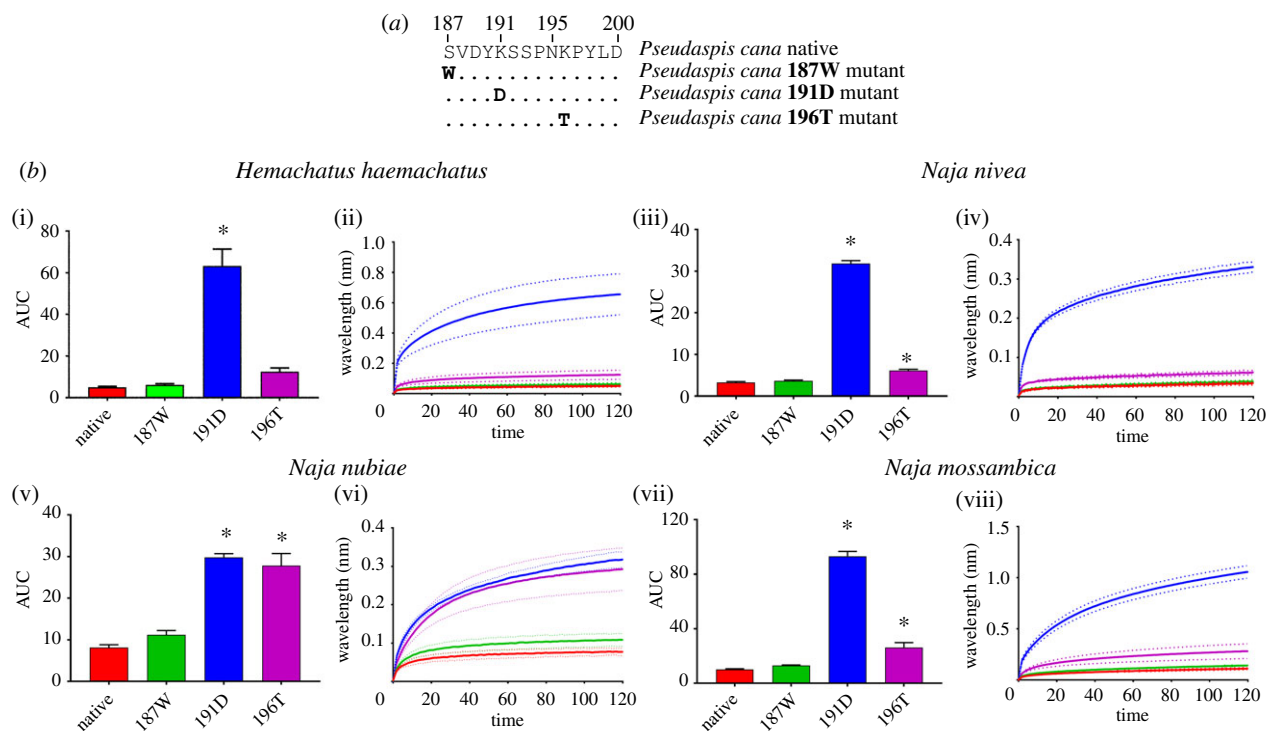 (a) 187 191 195 200
SVDYKSSPNKPYLD Pseudaspis cana native
W............. Pseudaspis cana 187W mutant
....D......... Pseudaspis cana 191D mutant
.........T.... Pseudaspis cana 196T mutant
(b) Hemachatus haemachatus Naja nivea
(i) (ii) (iii) (iv)
80
60
40
20
0
AUC
*
native 187W 191D 196T
1.0
0.8
0.6
0.4
0.2
wavelength (nm)
0 20 40 60 80 100 120
time
40
30
20
10
0
AUC
* *
native 187W 191D 196T
0.4
0.3
0.2
0.1
wavelength (nm)
0 20 40 60 80 100 120
time
Naja nubiae Naja mossambica
(v) (vi) (vii) (viii)
40
30
20
10
0
AUC
* *
native 187W 191D 196T
0.4
0.3
0.2
0.1
wavelength (nm)
0 20 40 60 80 100 120
time
120
80
40
0
AUC
* *
native 187W 191D 196T
1.5
1.0
0.5
wavelength (nm)
0 20 40 60 80 100 120
time